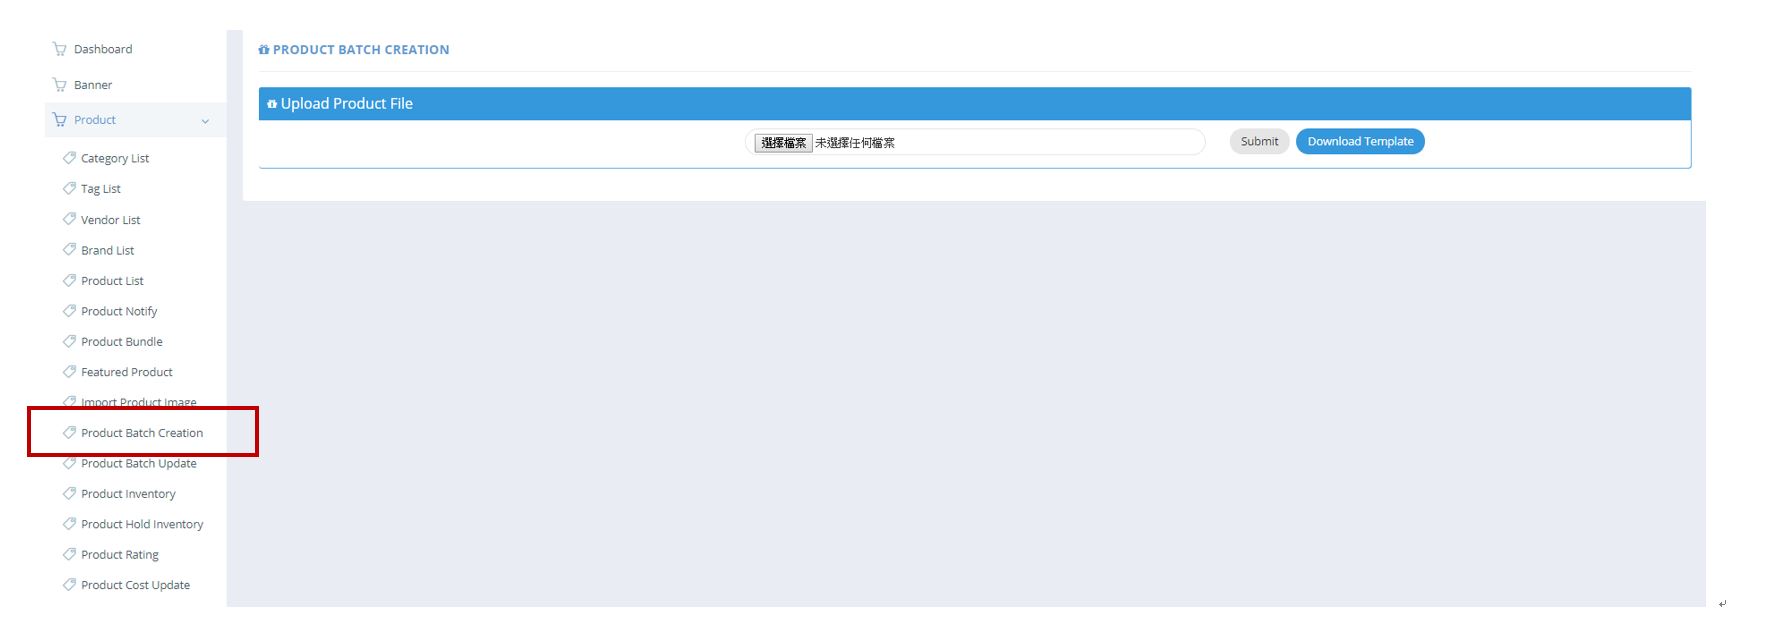 Dashboard
Banner
Product
Category List
Tag List
Vendor List
Brand List
Product List
Product Notify
Product Bundle
Featured Product
Import Product Image
Product Batch Creation
Product Batch Update
Product Inventory
Product Hold Inventory
Product Rating
Product Cost Update
PRODUCT BATCH CREATION
Upload Product File
選擇檔案 未選擇任何檔案 Submit Download Template